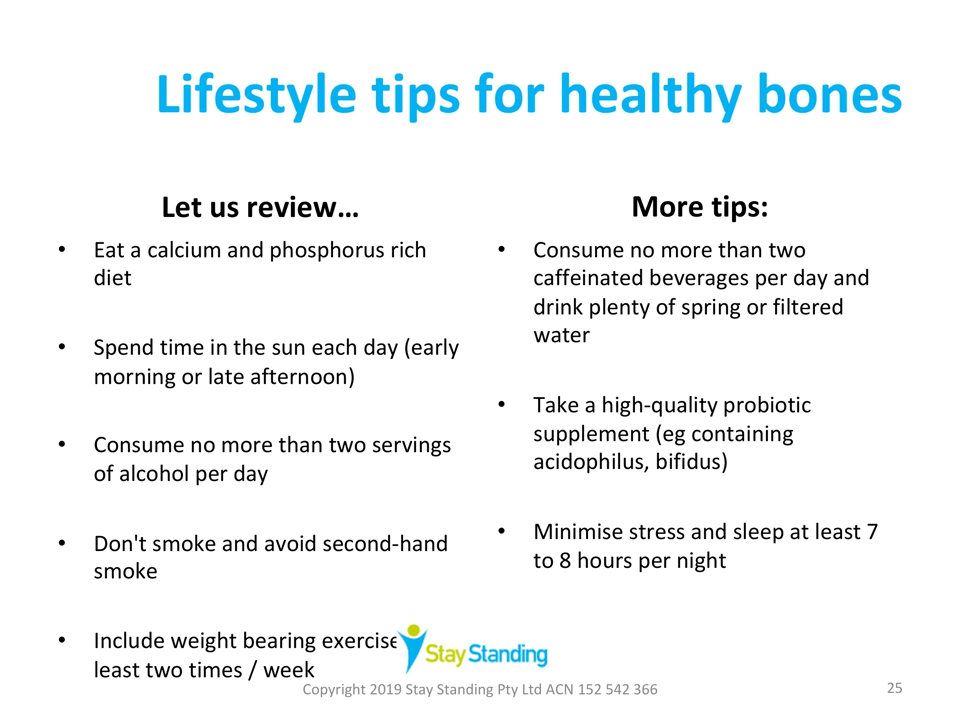 Lifestyle tips for healthy bones
Let us review…
• Eat a calcium and phosphorus rich
diet
• Spend time in the sun each day (early
morning or late afternoon)
• Consume no more than two servings
of alcohol per day
• Don't smoke and avoid second-hand
smoke
• Include weight bearing exercise
least two times / week
More tips:
• Consume no more than two
caffeinated beverages per day and
drink plenty of spring or filtered
water
• Take a high-quality probiotic
supplement (eg containing
acidophilus, bifidus)
• Minimise stress and sleep at least 7
to 8 hours per night
Stay Standing
Copyright 2019 Stay Standing Pty Ltd ACN 152 542 366
25